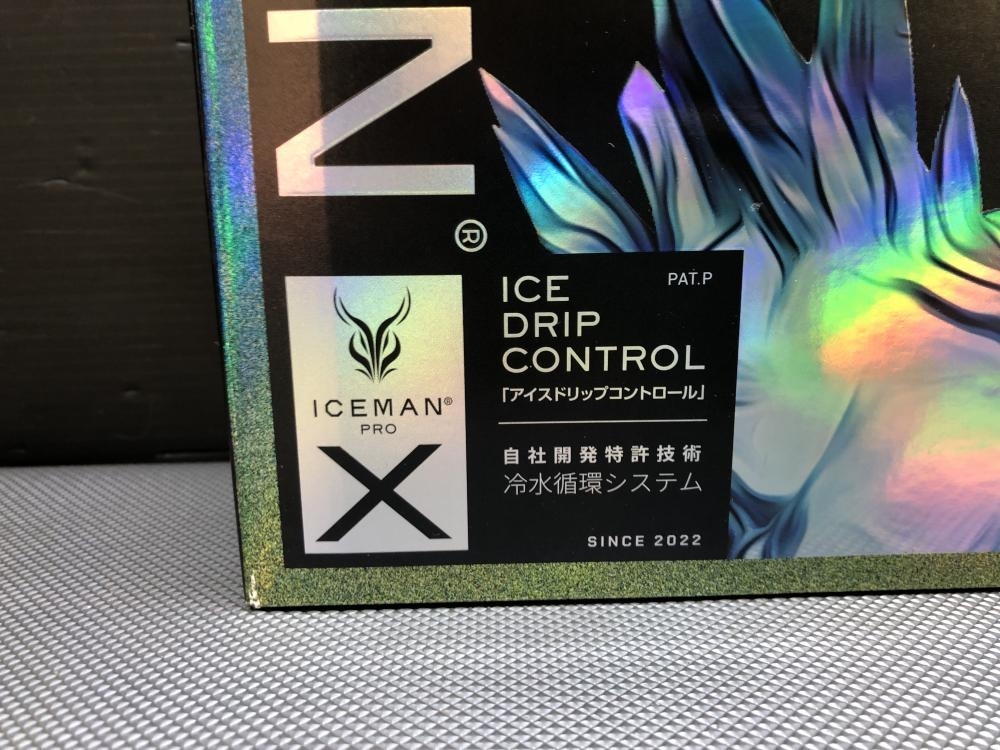 N
®
ICEMAN®
PRO
X
ICE
DRIP
CONTROL
PAT.P
「アイスドリップコントロール」
自社開発特許技術
冷水循環システム
SINCE 2022